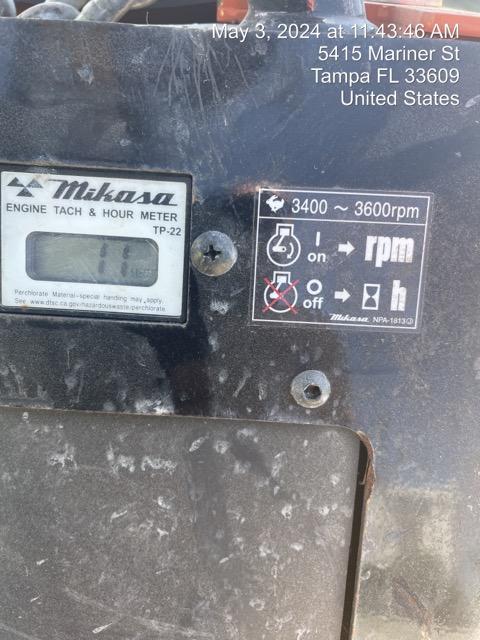 May 3, 2024 at 11:43:46 AM
5415 Mariner St
Tampa FL 33609
United States
Mikasa
ENGINE TACH & HOUR METER
TP-22
Perchlorate Material-special handling may apply.
See www.dtsc.ca.gov/hazardouswaste/perchlorate
3400 ~ 3600rpm
I
on
rpm
O
off
h
Mikasa NPA-1813